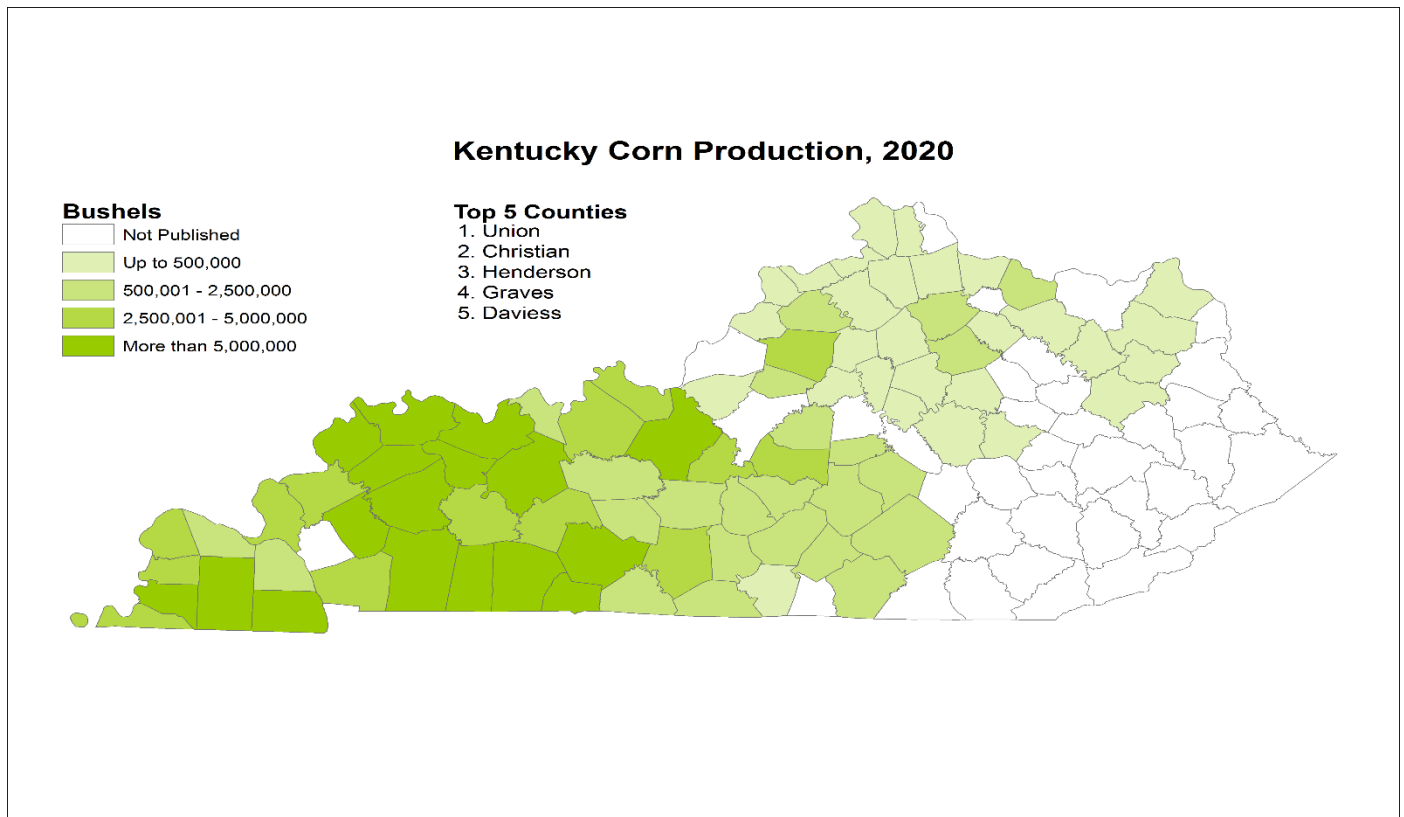 Kentucky Corn Production, 2020
Bushels
Not Published
Up to 500,000
500,001 - 2,500,000
2,500,001 - 5,000,000
More than 5,000,000
Top 5 Counties
1. Union
2. Christian
3. Henderson
4. Graves
5. Daviess